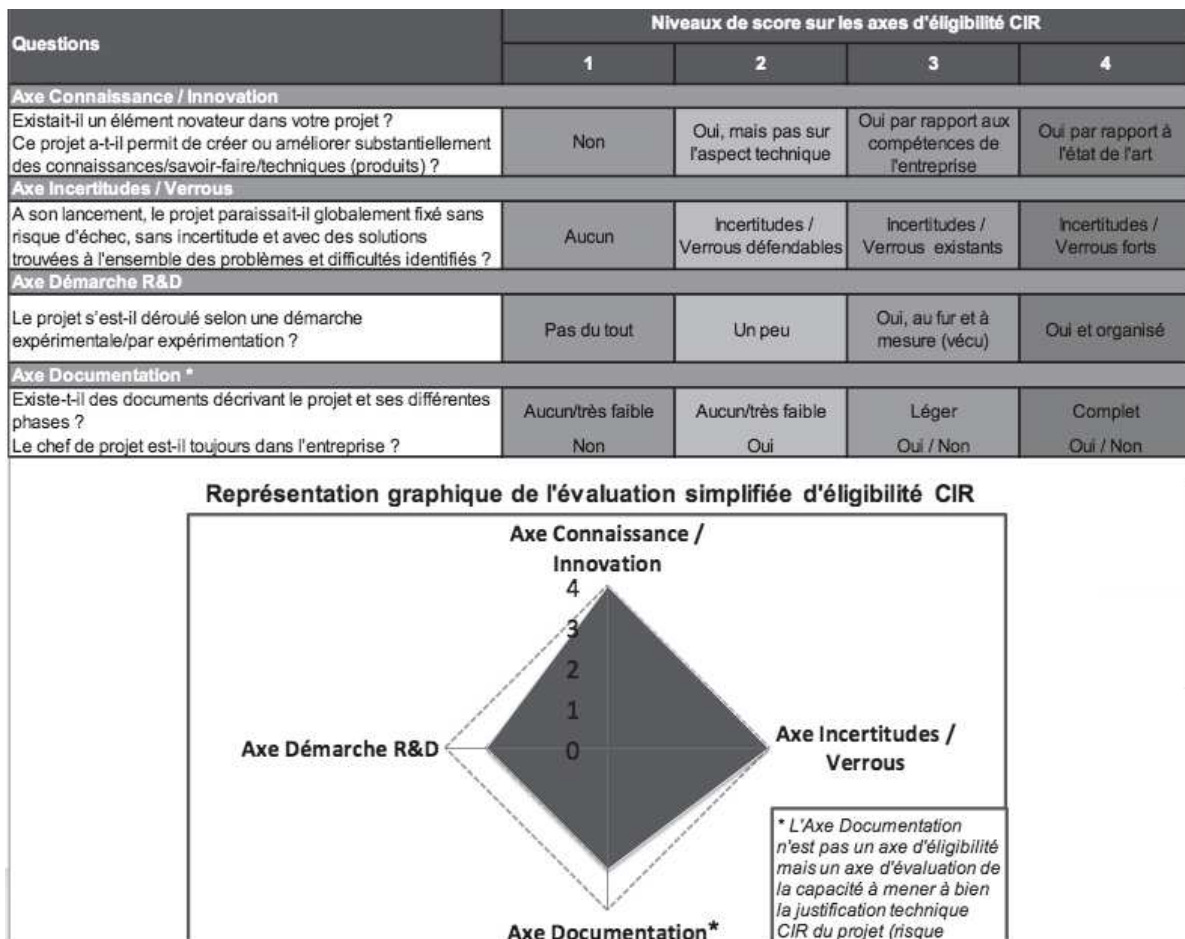 Questions
Niveaux de score sur les axes d'éligibilité CIR
1 2 3 4
Axe Connaissance / Innovation
Existait-il un élément novateur dans votre projet ?
Ce projet a-t-il permit de créer ou améliorer substantiellement
des connaissances/savoir-faire/techniques (produits) ?
Non
Oui, mais pas sur
l'aspect technique
Oui par rapport aux
compétences de
l'entreprise
Oui par rapport à
l'état de l'art
Axe Incertitudes / Verrous
A son lancement, le projet paraissait-il globalement fixé sans
risque d'échec, sans incertitude et avec des solutions
trouvées à l'ensemble des problèmes et difficultés identifiés ?
Aucun
Incertitudes /
Verrous défendables
Incertitudes /
Verrous existants
Incertitudes /
Verrous forts
Axe Démarche R&D
Le projet s'est-il déroulé selon une démarche
expérimentale/par expérimentation ?
Pas du tout
Un peu
Oui, au fur et à
mesure (vécu)
Oui et organisé
Axe Documentation *
Existe-t-il des documents décrivant le projet et ses différentes
phases ?
Aucun/très faible
Aucun/très faible
Léger
Complet
Le chef de projet est-il toujours dans l'entreprise ?
Non
Oui
Oui / Non
Oui / Non
Représentation graphique de l'évaluation simplifiée d'éligibilité CIR
Axe Connaissance /
Innovation
4
3
2
1
0
Axe Démarche R&D
Axe Incertitudes /
Verrous
Axe Documentation*
* L'Axe Documentation
n'est pas un axe d'éligibilité
mais un axe d'évaluation de
la capacité à mener à bien
la justification technique
CIR du projet (risque